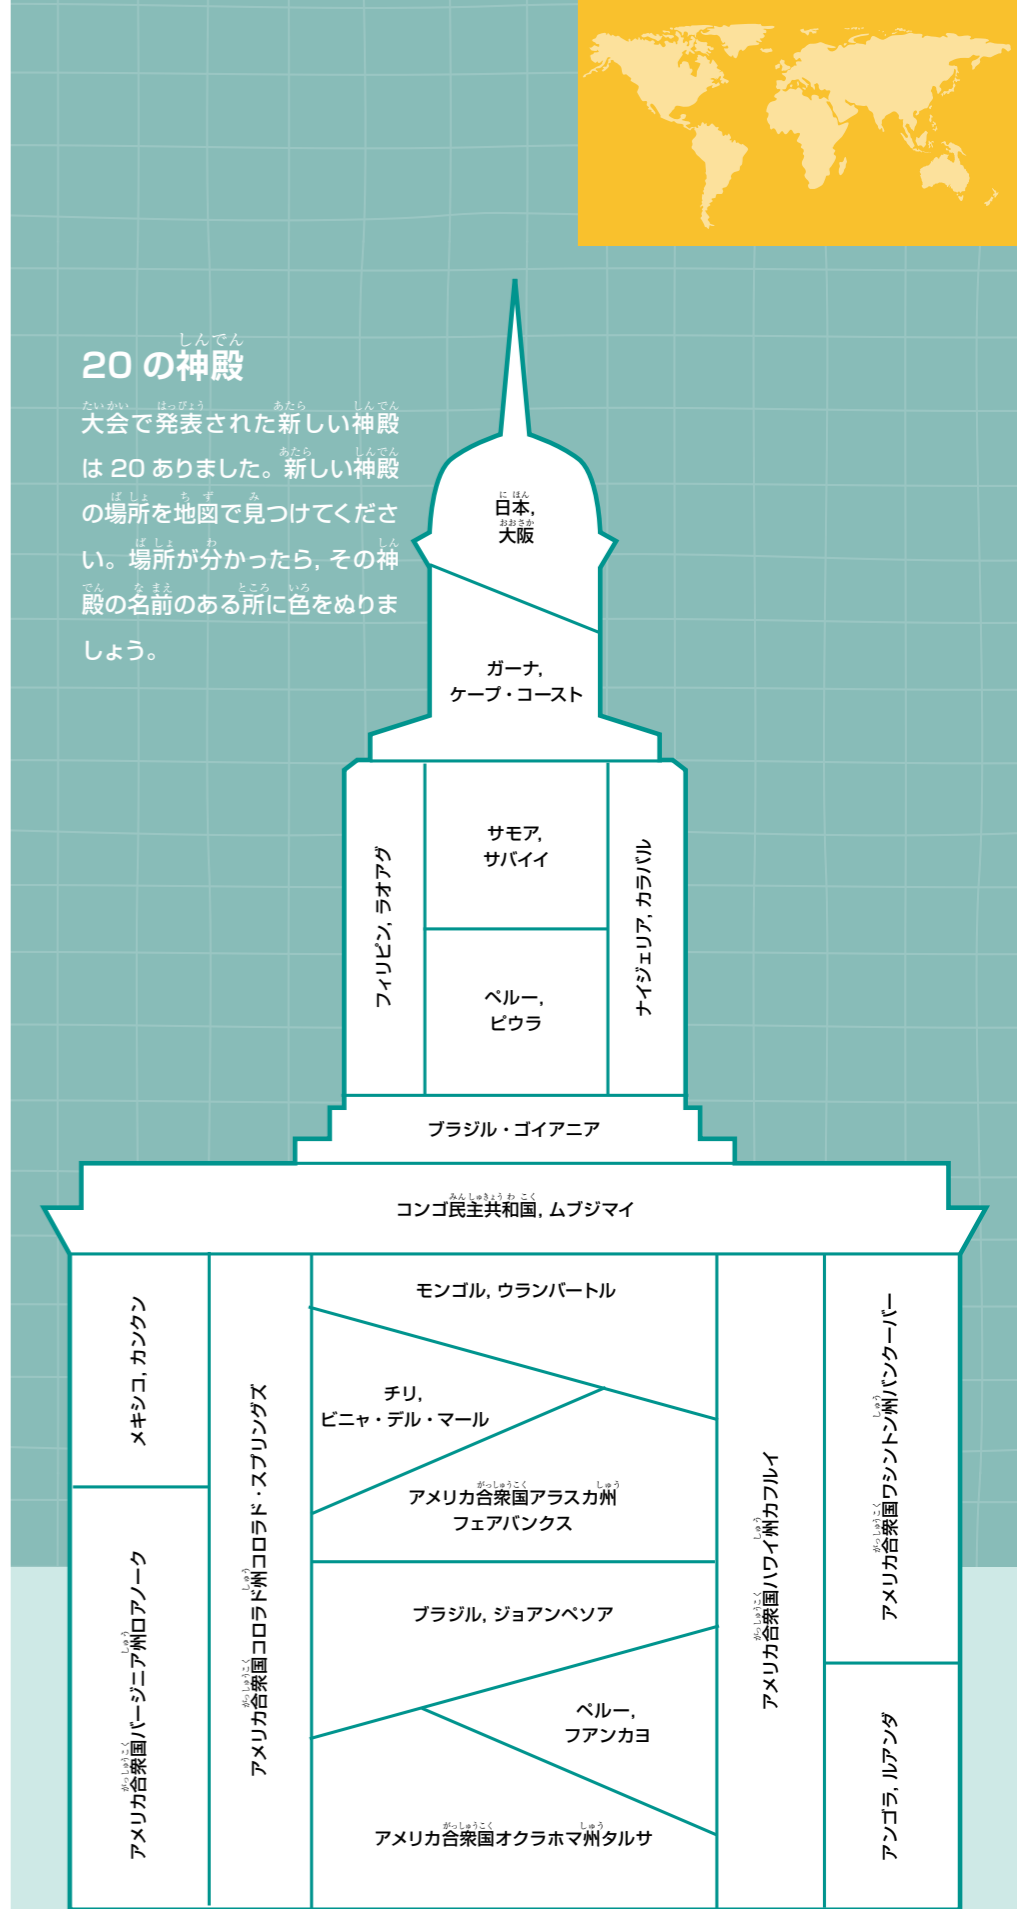 20 の神殿
大会で発表された新しい神殿
は 20 ありました。新しい神殿
の場所を地図で見つけてくださ
い。場所が分かったら, その神
殿の名前のある所に色をぬりま
しょう。
日本,
大阪
ガーナ,
ケープ・コースト
フィリピン, ラオアグ
サモア,
サバイイ
ナイジェリア, カラバル
ペルー,
ピウラ
ブラジル・ゴイアニア
コンゴ民主共和国, ムブジマイ
メキシコ, カンクン
アメリカ合衆国バージニア州ロアノーク
アメリカ合衆国コロラド州コロラド・スプリングズ
モンゴル, ウランバートル
チリ,
ビニャ・デル・マール
アメリカ合衆国アラスカ州
フェアバンクス
ブラジル, ジョアンペソア
ペルー,
フアンカヨ
アメリカ合衆国オクラホマ州タルサ
アメリカ合衆国ハワイ州カフルイ
アメリカ合衆国ワシントン州バンクーバー
アンゴラ, ルアンダ